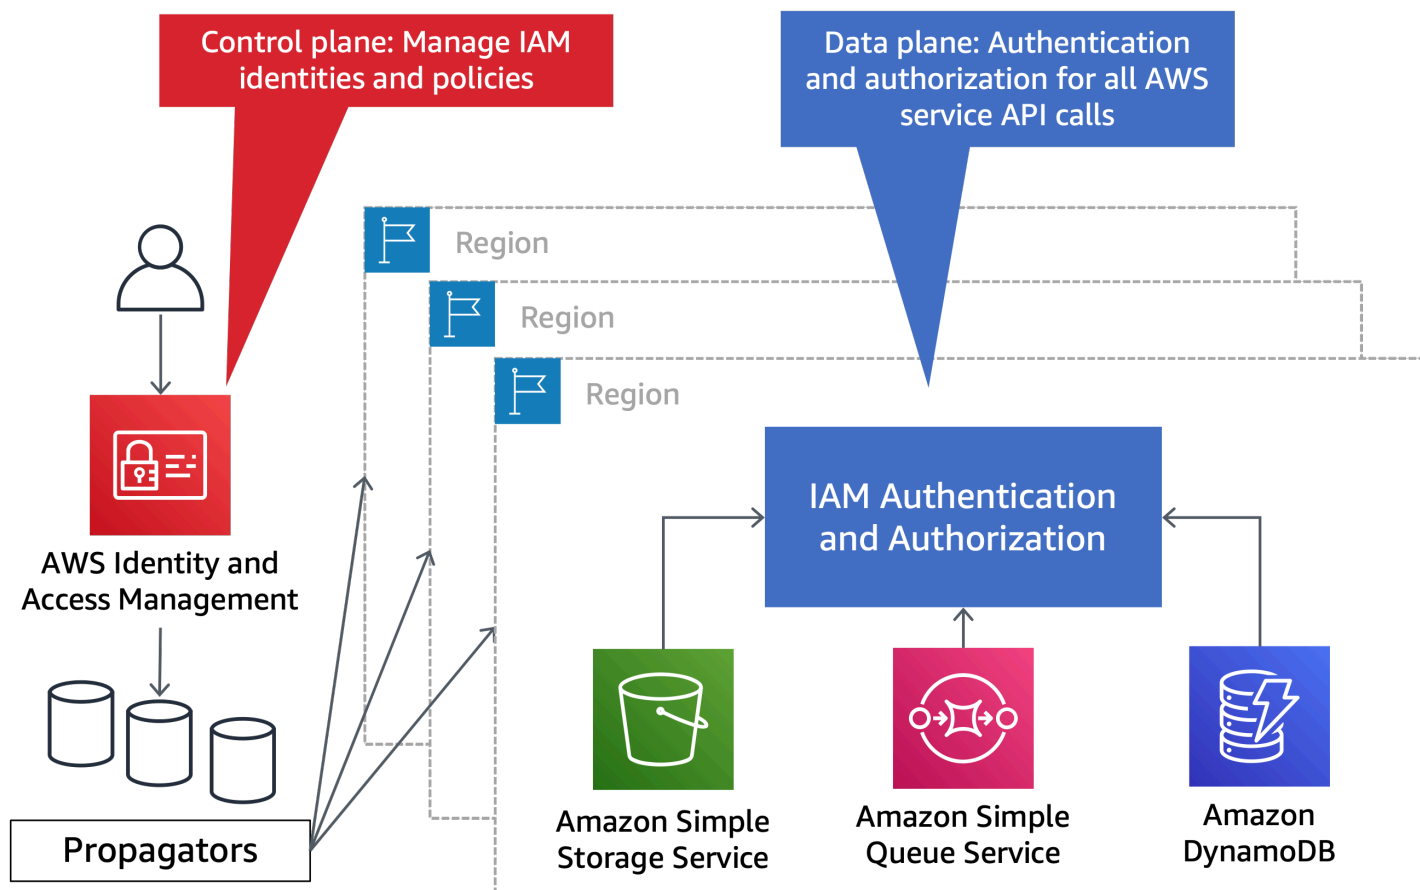 Control plane: Manage IAM
identities and policies
Data plane: Authentication
and authorization for all AWS
service API calls
Region
Region
Region
IAM Authentication
and Authorization
AWS Identity and
Access Management
Propagators
Amazon Simple
Storage Service
Amazon Simple
Queue Service
Amazon
DynamoDB